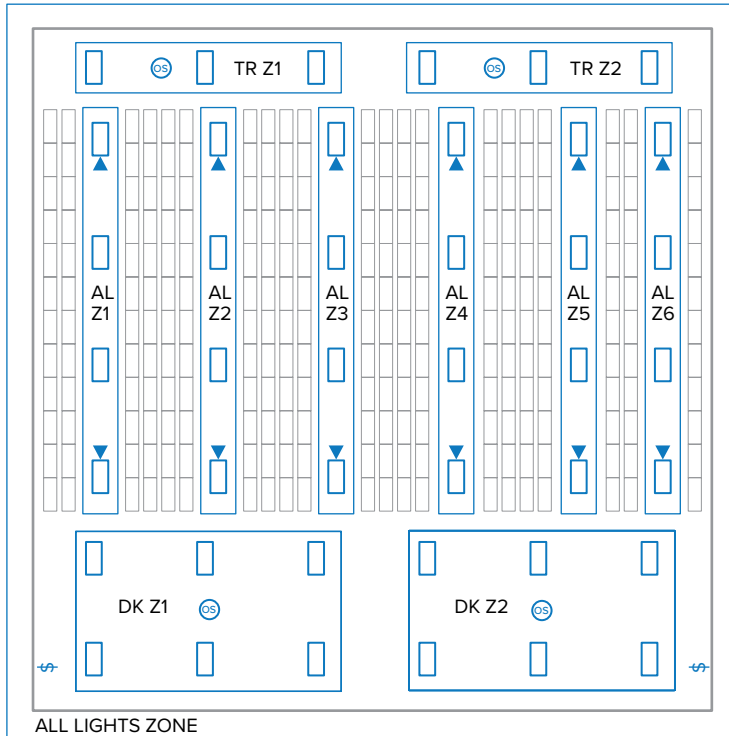 OS
TR Z1
OS
TR Z2
AL
Z1
AL
Z2
AL
Z3
AL
Z4
AL
Z5
AL
Z6
DK Z1
OS
DK Z2
OS
$
$
ALL LIGHTS ZONE